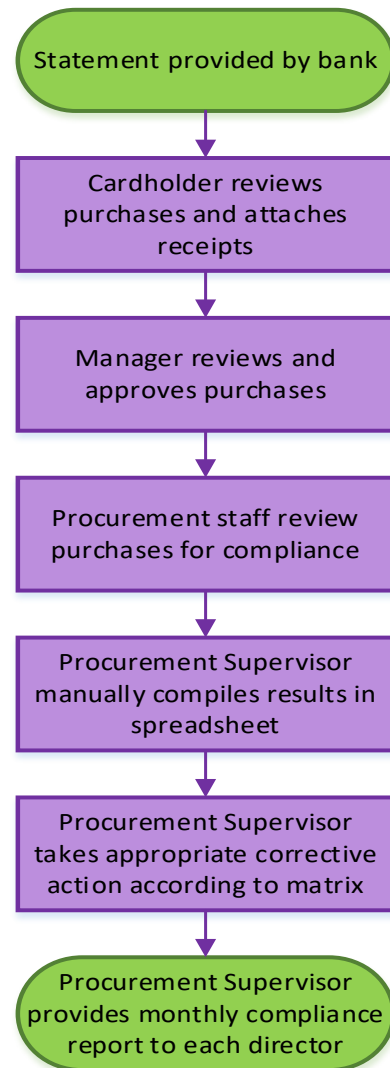 Statement provided by bank
Cardholder reviews
purchases and attaches
receipts
Manager reviews and
approves purchases
Procurement staff review
purchases for compliance
Procurement Supervisor
manually compiles results in
spreadsheet
Procurement Supervisor
takes appropriate corrective
action according to matrix
Procurement Supervisor
provides monthly compliance
report to each director